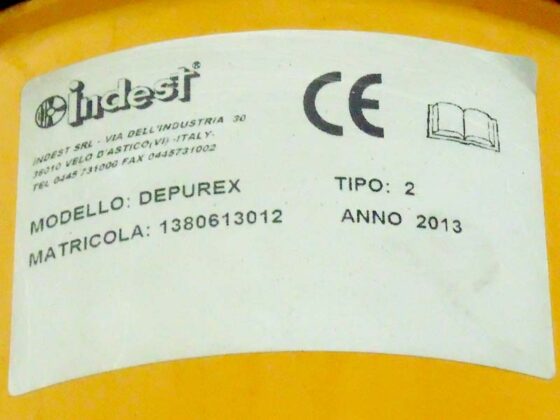 indest®
CE
INDEST SRL - VIA DELL'INDUSTRIA 30
36010 VELO D'ASTICO(VI) -ITALY-
TEL 0445 731006 FAX 0445731002
MODELLO: DEPUREX
TIPO: 2
MATRICOLA: 1380613012
ANNO 2013